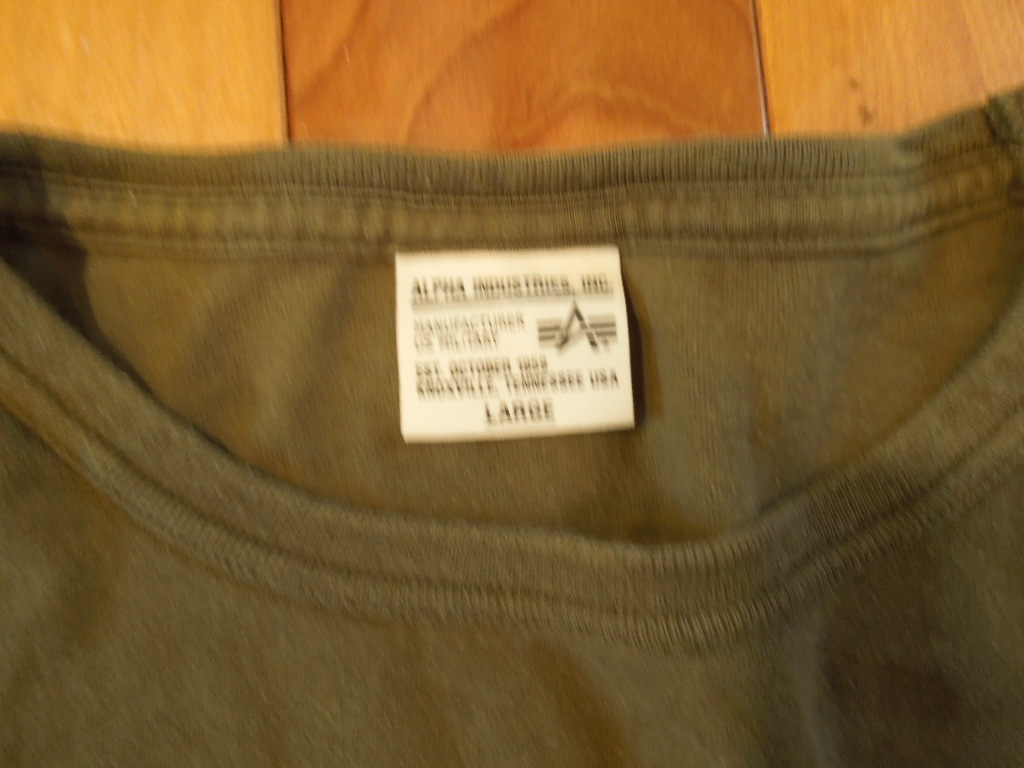 ALPHA INDUSTRIES, INC.
MANUFACTURER
US MILITARY
EST. OCTOBER 1959
KNOXVILLE, TENNESSEE USA
LARGE